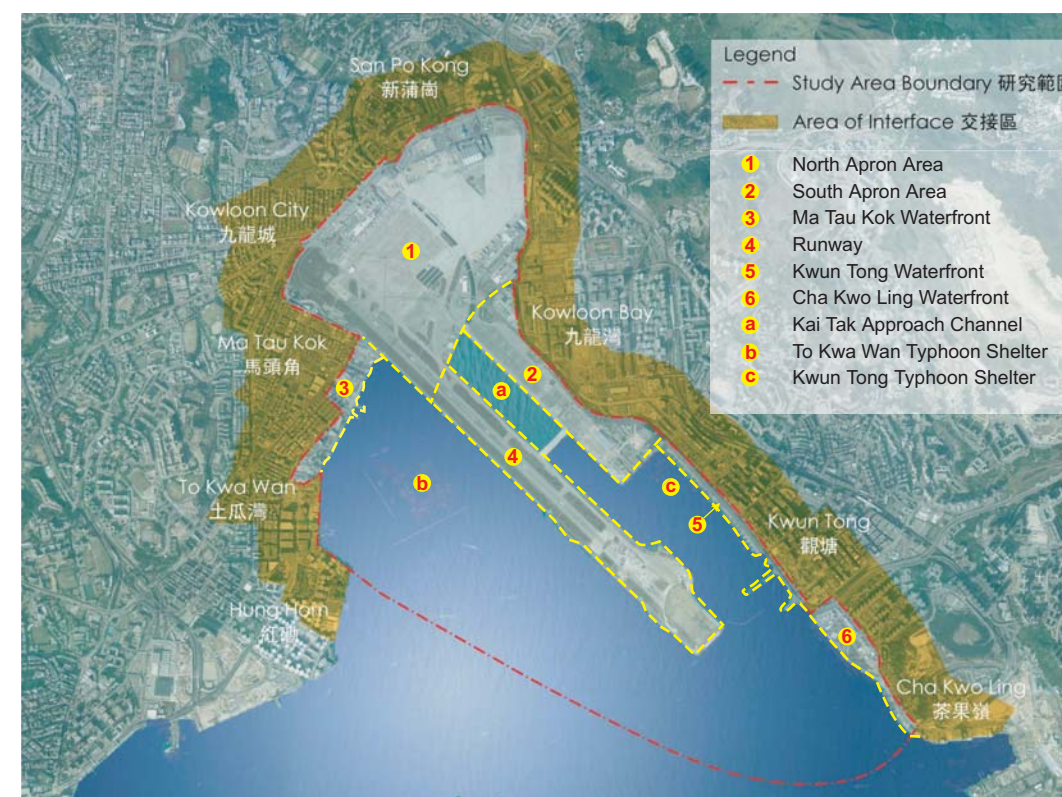 San Po Kong
新蒲崗
Kowloon City
九龍城
Ma Tau Kok
馬頭角
To Kwa Wan
土瓜灣
Hung Hom
紅磡
Kowloon Bay
九龍灣
Kwun Tong
觀塘
Cha Kwo Ling
茶果嶺
1
2
3
4
5
6
a
b
c
Legend
Study Area Boundary 研究範
Area of Interface 交接區
1 North Apron Area
2 South Apron Area
3 Ma Tau Kok Waterfront
4 Runway
5 Kwun Tong Waterfront
6 Cha Kwo Ling Waterfront
a Kai Tak Approach Channel
b To Kwa Wan Typhoon Shelter
c Kwun Tong Typhoon Shelter